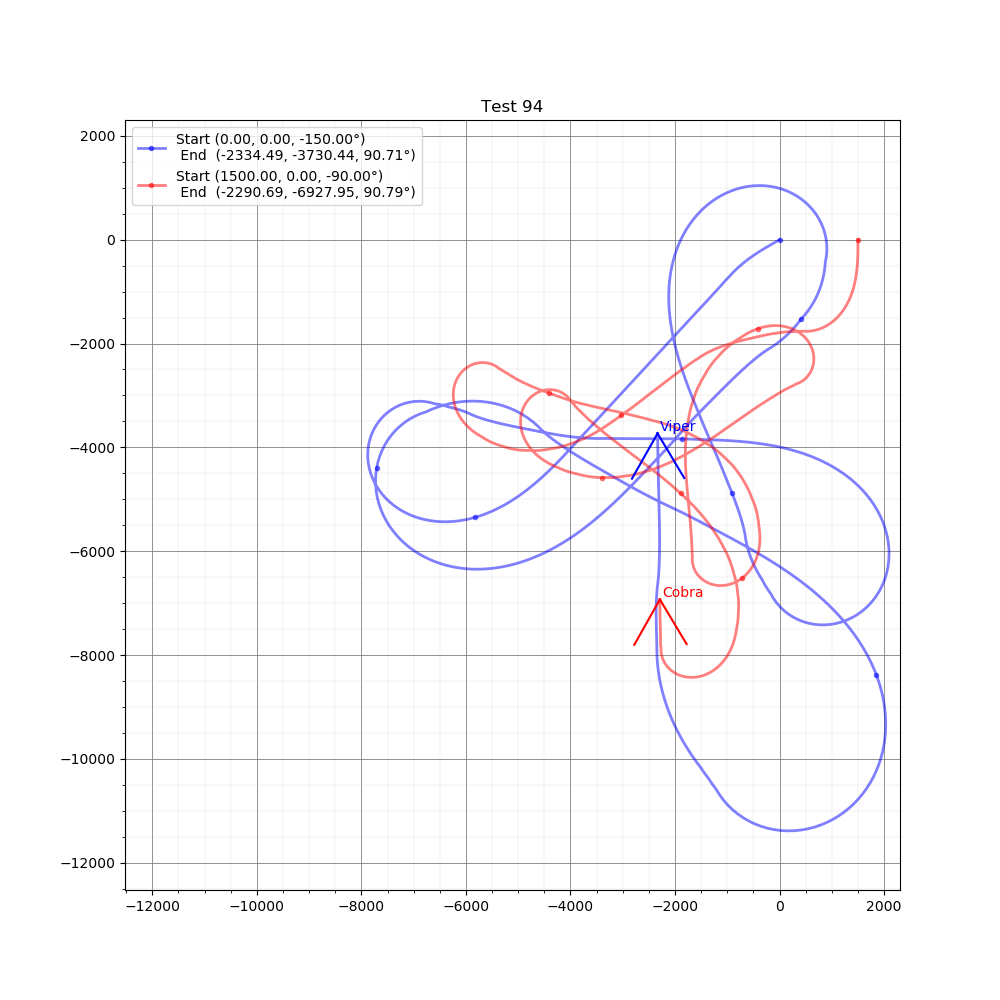 Test 94
Start (0.00, 0.00, -150.00°)
End (-2334.49, -3730.44, 90.71°)
Start (1500.00, 0.00, -90.00°)
End (-2290.69, -6927.95, 90.79°)
2000
0
−2000
−4000
−6000
−8000
−10000
−12000
Viper
Cobra
−12000 −10000 −8000 −6000 −4000 −2000 0 2000